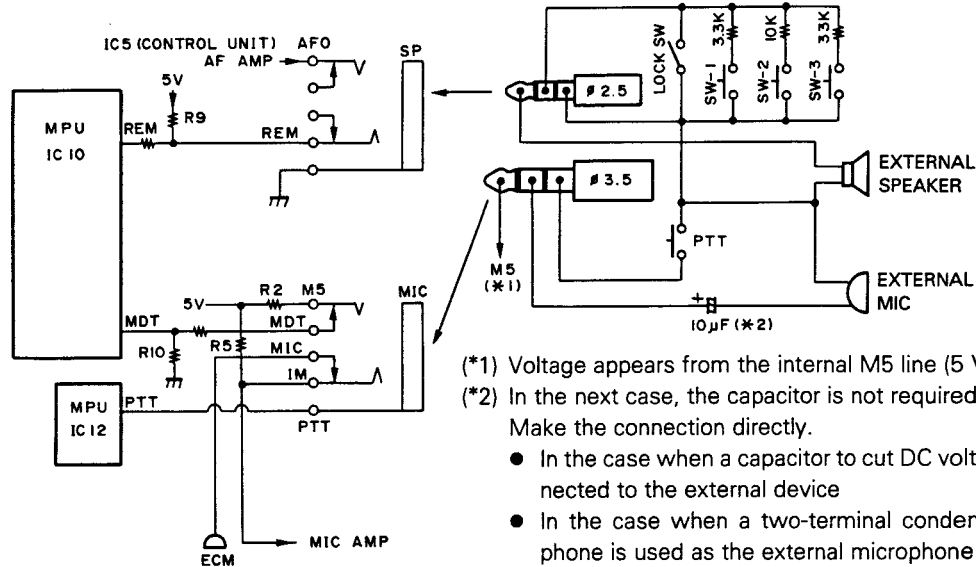 IC5 (CONTROL UNIT) AFO
AF AMP
SP
5V
R9
MPU
IC 10
REM
REM
LOCK SW
3.3K
SW-1
10K
SW-2
3.3K
SW-3
ø 2.5
ø 3.5
EXTERNAL
SPEAKER
PTT
M5
(*1)
EXTERNAL
MIC
+
10µF (*2)
R2
M5
MIC
5V
MDT
MDT
R5
R10
MIC
IM
MPU
IC 12
PTT
PTT
ECM
MIC AMP
(*1) Voltage appears from the internal M5 line (5 V
(*2) In the next case, the capacitor is not required
Make the connection directly.
● In the case when a capacitor to cut DC volt
nected to the external device
● In the case when a two-terminal conden
phone is used as the external microphone